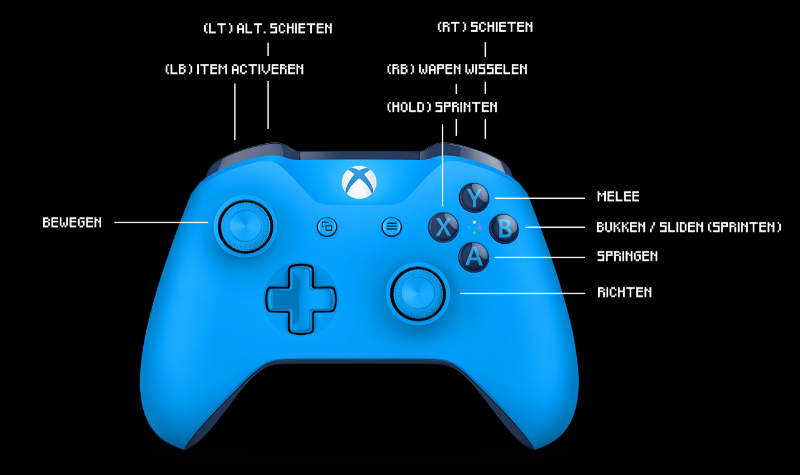 (LT) ALT. SCHIETEN
(RT) SCHIETEN
(LB) ITEM ACTIVEREN
(RB) WAPEN WISSELEN
(HOLD) SPRINTEN
Y
MELEE
BEWEGEN
X
B
BUKKEN / SLIDEN (SPRINTEN)
A
SPRINGEN
RICHTEN